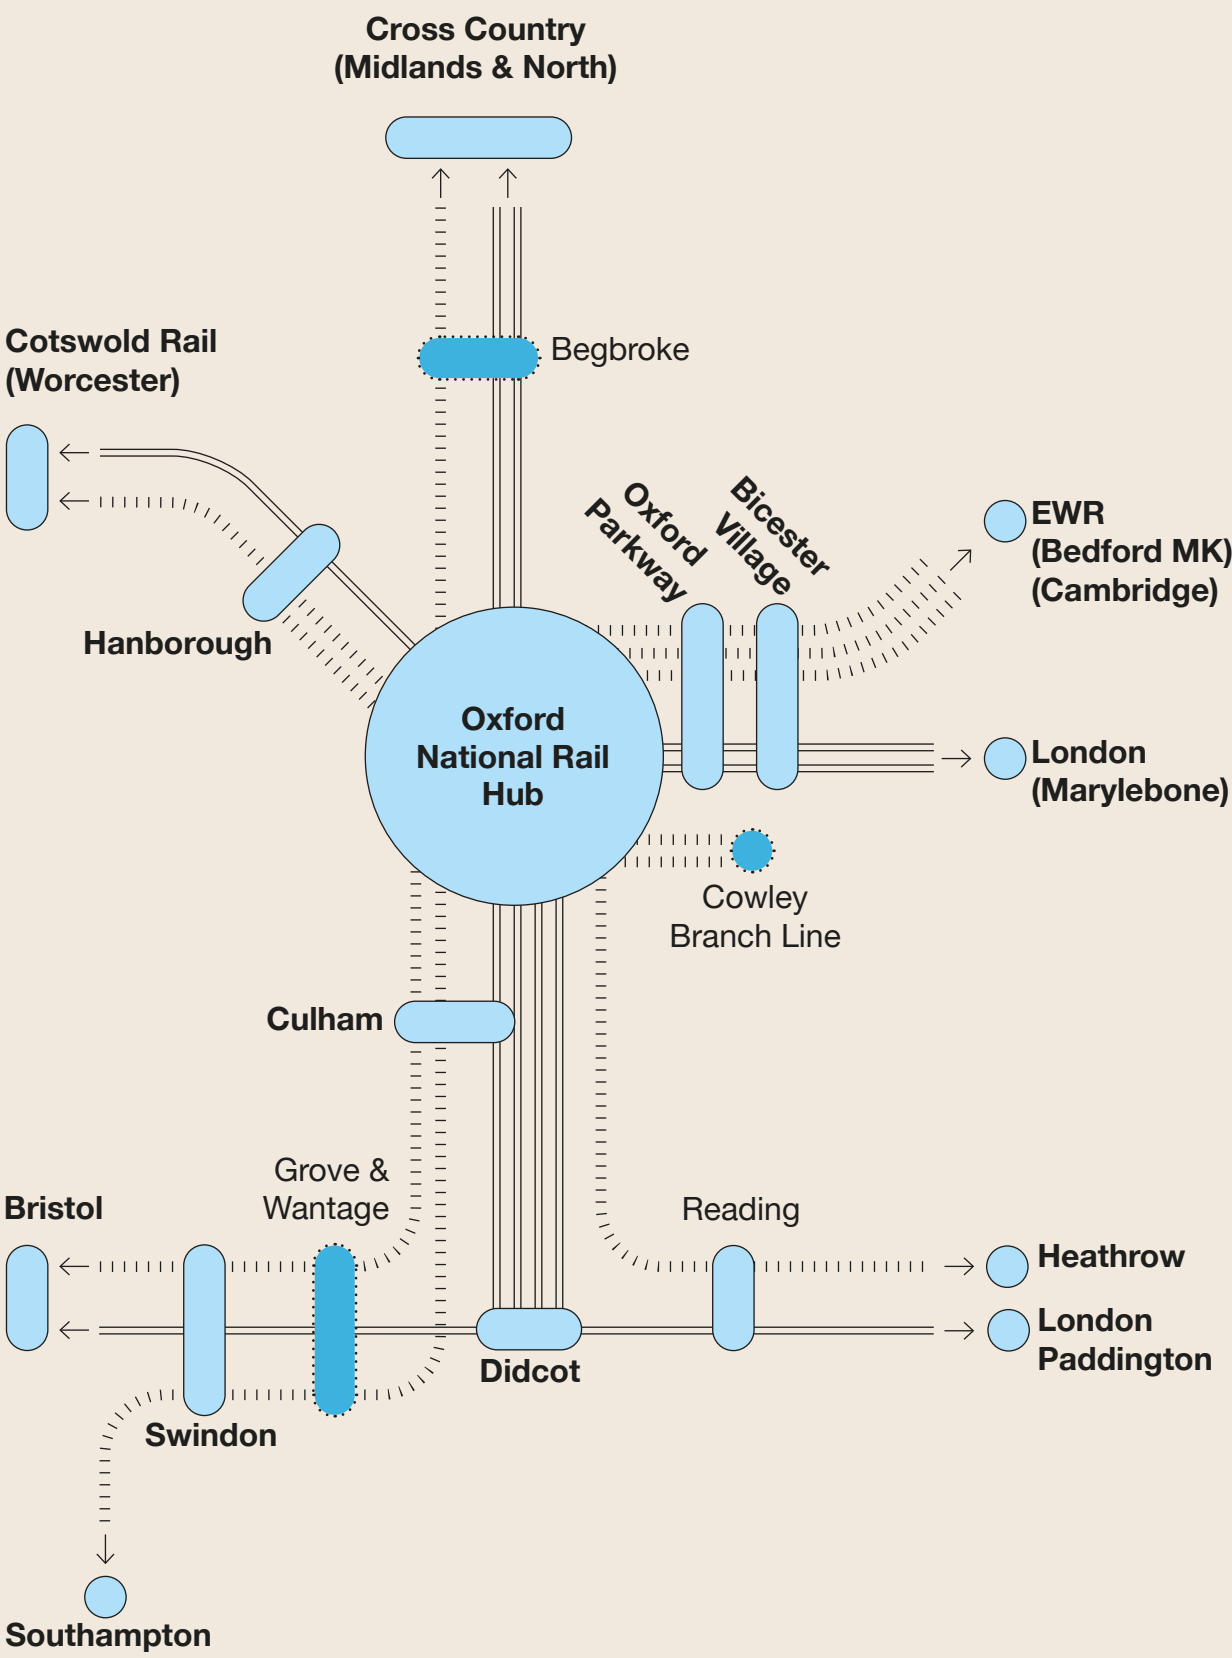 Cross Country
(Midlands & North)
Begbroke
Cotswold Rail
(Worcester)
Hanborough
Oxford
Parkway
Bicester
Village
EWR
(Bedford MK)
(Cambridge)
Oxford
National Rail
Hub
London
(Marylebone)
Cowley
Branch Line
Culham
Grove &
Wantage
Bristol
Reading
Heathrow
London
Paddington
Didcot
Swindon
Southampton